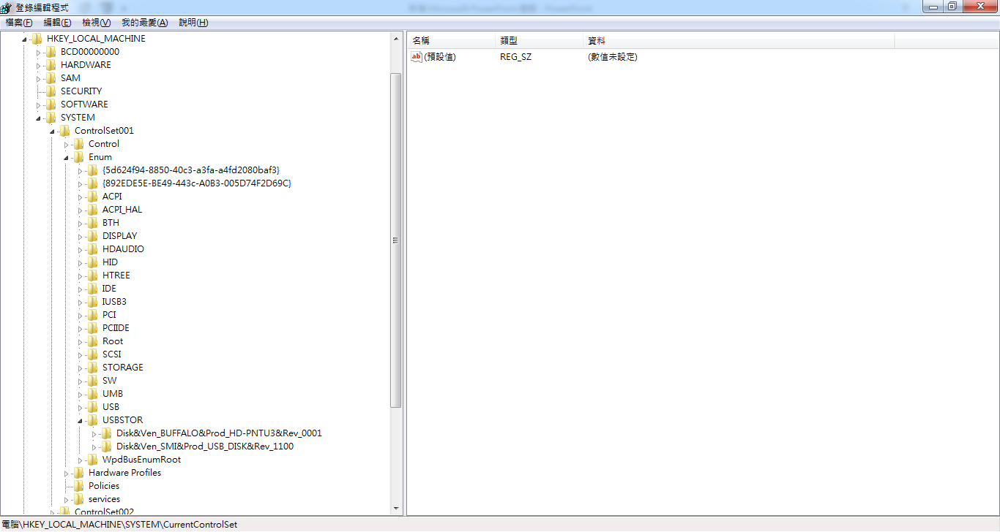 登錄編輯程式
檔案(F) 編輯(E) 檢視(V) 我的最愛(A) 說明(H)
HKEY_LOCAL_MACHINE
BCD00000000
HARDWARE
SAM
SECURITY
SOFTWARE
SYSTEM
ControlSet001
Control
Enum
{5d624f94-8850-40c3-a3fa-a4fd2080baf3}
{892EDE5E-BE49-443c-A0B3-005D74F2D69C}
ACPI
ACPI_HAL
BTH
DISPLAY
HDAUDIO
HID
HTREE
IDE
IUSB3
PCI
PCIIDE
Root
SCSI
STORAGE
SW
UMB
USB
USBSTOR
Disk&Ven_BUFFALO&Prod_HD-PNTU3&Rev_0001
Disk&Ven_SMI&Prod_USB_DISK&Rev_1100
WpdBusEnumRoot
Hardware Profiles
Policies
services
ControlSet002
名稱 類型 資料
ab (預設值) REG_SZ (數值未設定)
電腦\HKEY_LOCAL_MACHINE\SYSTEM\CurrentControlSet